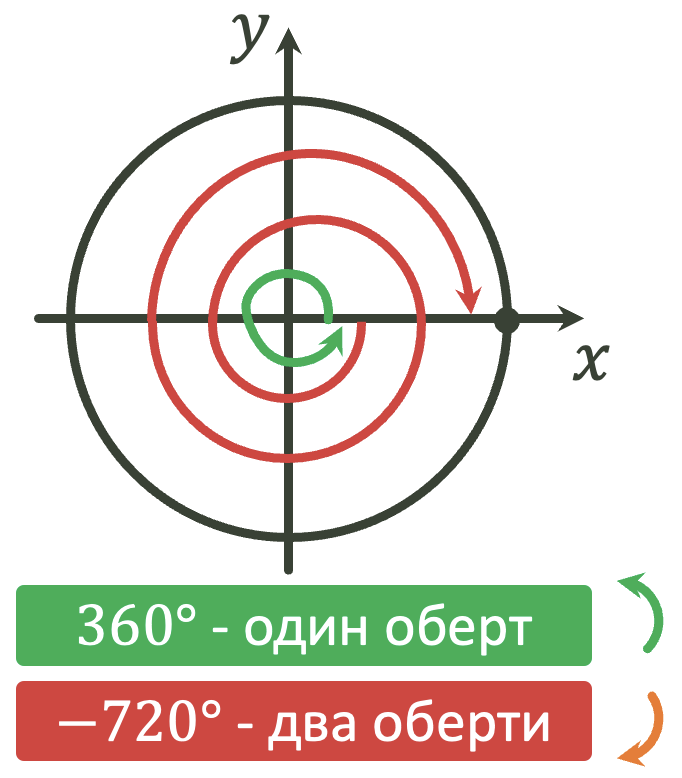 y
x
360° - один оберт
−720° - два оберти